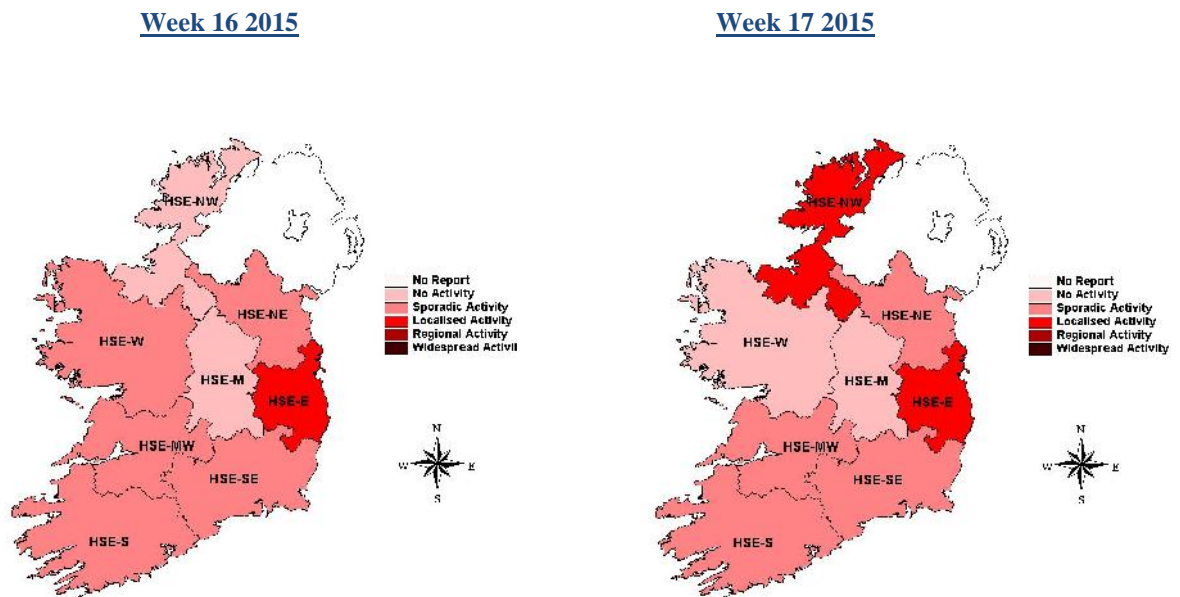 Week 16 2015
HSE-NW
HSE-NE
HSE-W
HSE-M
HSE-E
HSE-MW
HSE-SE
HSE-S
No Report
No Activity
Sporadic Activity
Localised Activity
Regional Activity
Widespread Activil
N
W
E
S
Week 17 2015
HSE-NW
HSE-NE
HSE-W
HSE-M
HSE-E
HSE-MW
HSE-SE
HSE-S
No Report
No Activity
Sporadic Activity
Localised Activity
Regional Activity
Widespread Activity
N
W
E
S